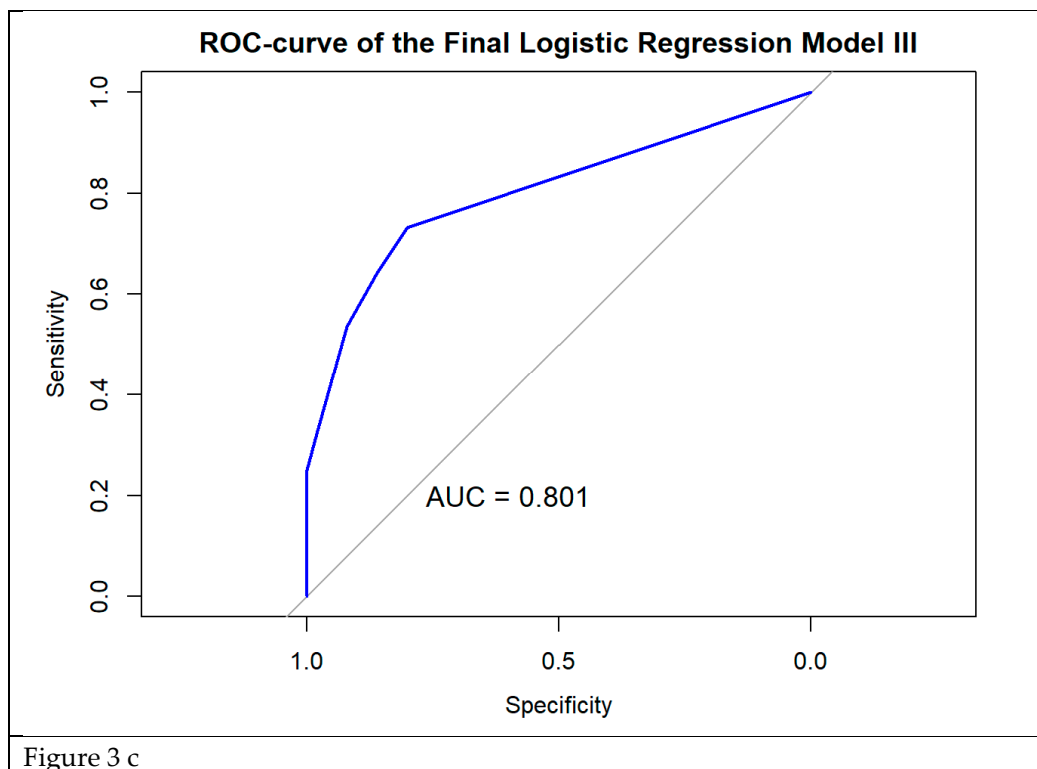 ROC-curve of the Final Logistic Regression Model III
1.0
0.8
0.6
0.4
0.2
0.0
Sensitivity
AUC = 0.801
1.0 0.5 0.0
Specificity
Figure 3 c